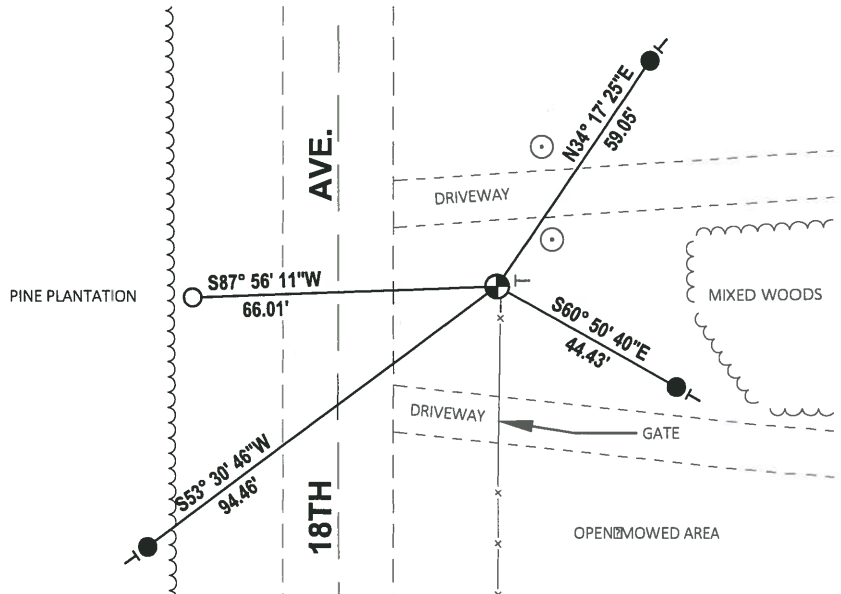 N34° 17' 25"E
59.05'
AVE.
DRIVEWAY
S87° 56' 11"W
66.01'
PINE PLANTATION
MIXED WOODS
S60° 50' 40"E
44.43'
DRIVEWAY
GATE
S53° 30' 46"W
94.46'
18TH
OPEN MOWED AREA